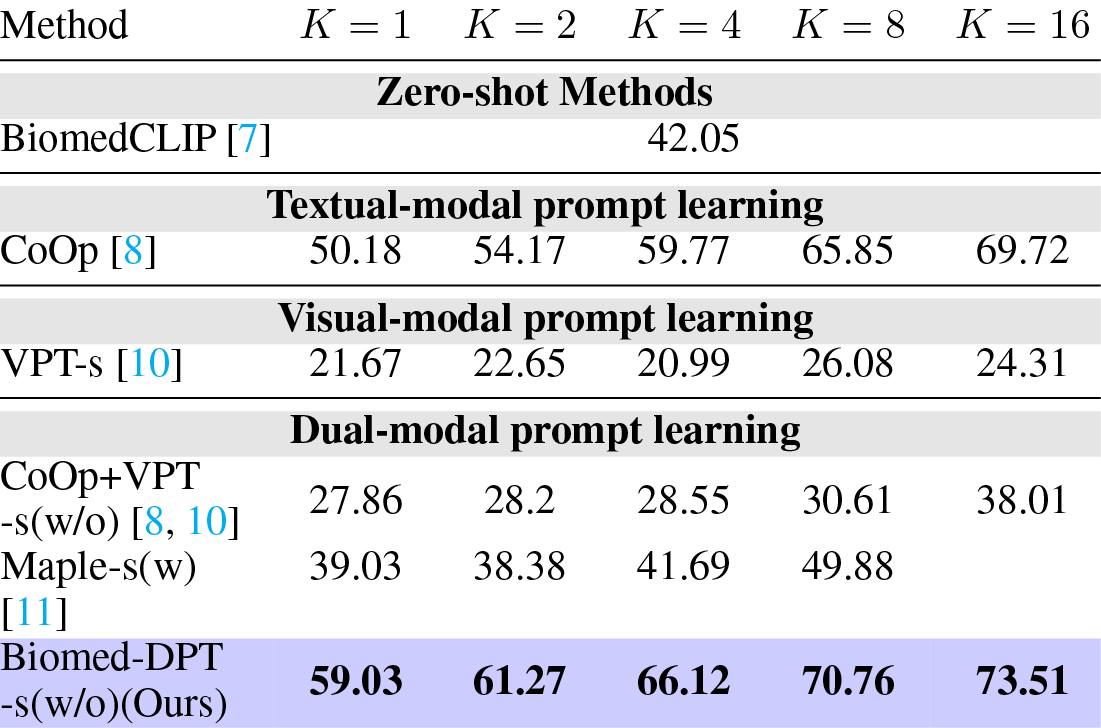 Method K = 1 K = 2 K = 4 K = 8 K = 16
Zero-shot Methods
BiomedCLIP [7] 42.05
Textual-modal prompt learning
CoOp [8] 50.18 54.17 59.77 65.85 69.72
Visual-modal prompt learning
VPT-s [10] 21.67 22.65 20.99 26.08 24.31
Dual-modal prompt learning
CoOp+VPT
-s(w/o) [8, 10] 27.86 28.2 28.55 30.61 38.01
Maple-s(w) 39.03 38.38 41.69 49.88
[11]
Biomed-DPT
-s(w/o)(Ours) 59.03 61.27 66.12 70.76 73.51